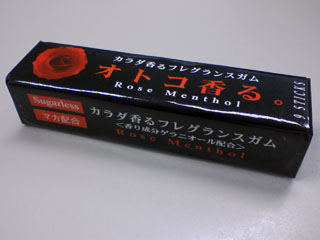 カラダ香るフレグランスガム
オトコ香る。
Rose Menthol
9 STICKS
Sugarless
マカ配合
カラダ香るフレグランスガム
<香り成分ゲラニオール配合>
Rose Menthol